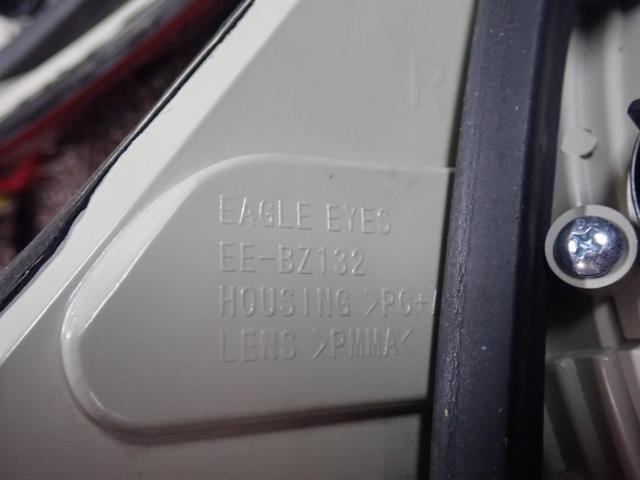 R
EAGLE EYES
EE-BZ132
HOUSING >PC+
LENS >PMMA<